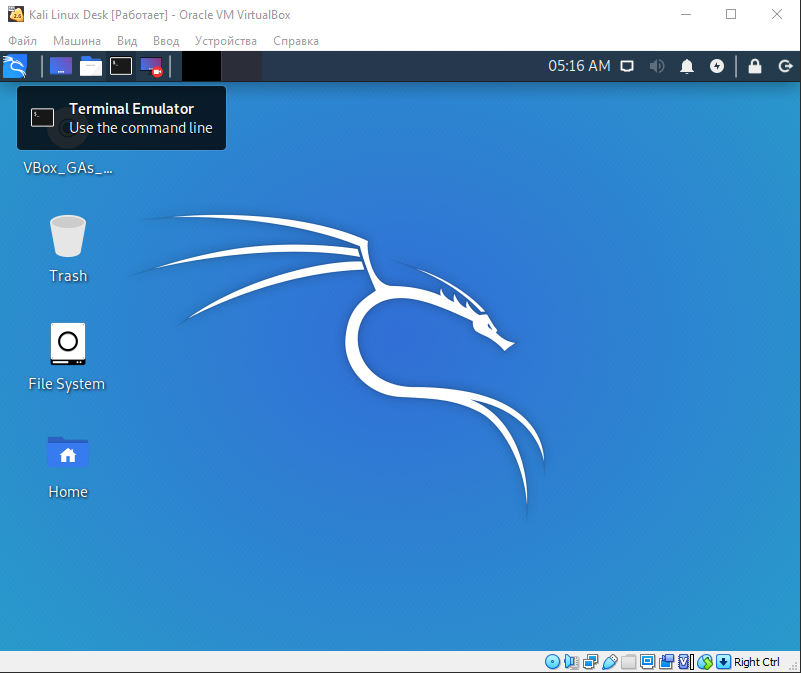 Kali Linux Desk [Работает] - Oracle VM VirtualBox
Файл Машина Вид Ввод Устройства Справка
05:16 AM
Terminal Emulator
Use the command line
VBox_GAs_...
Trash
File System
Home
Right Ctrl